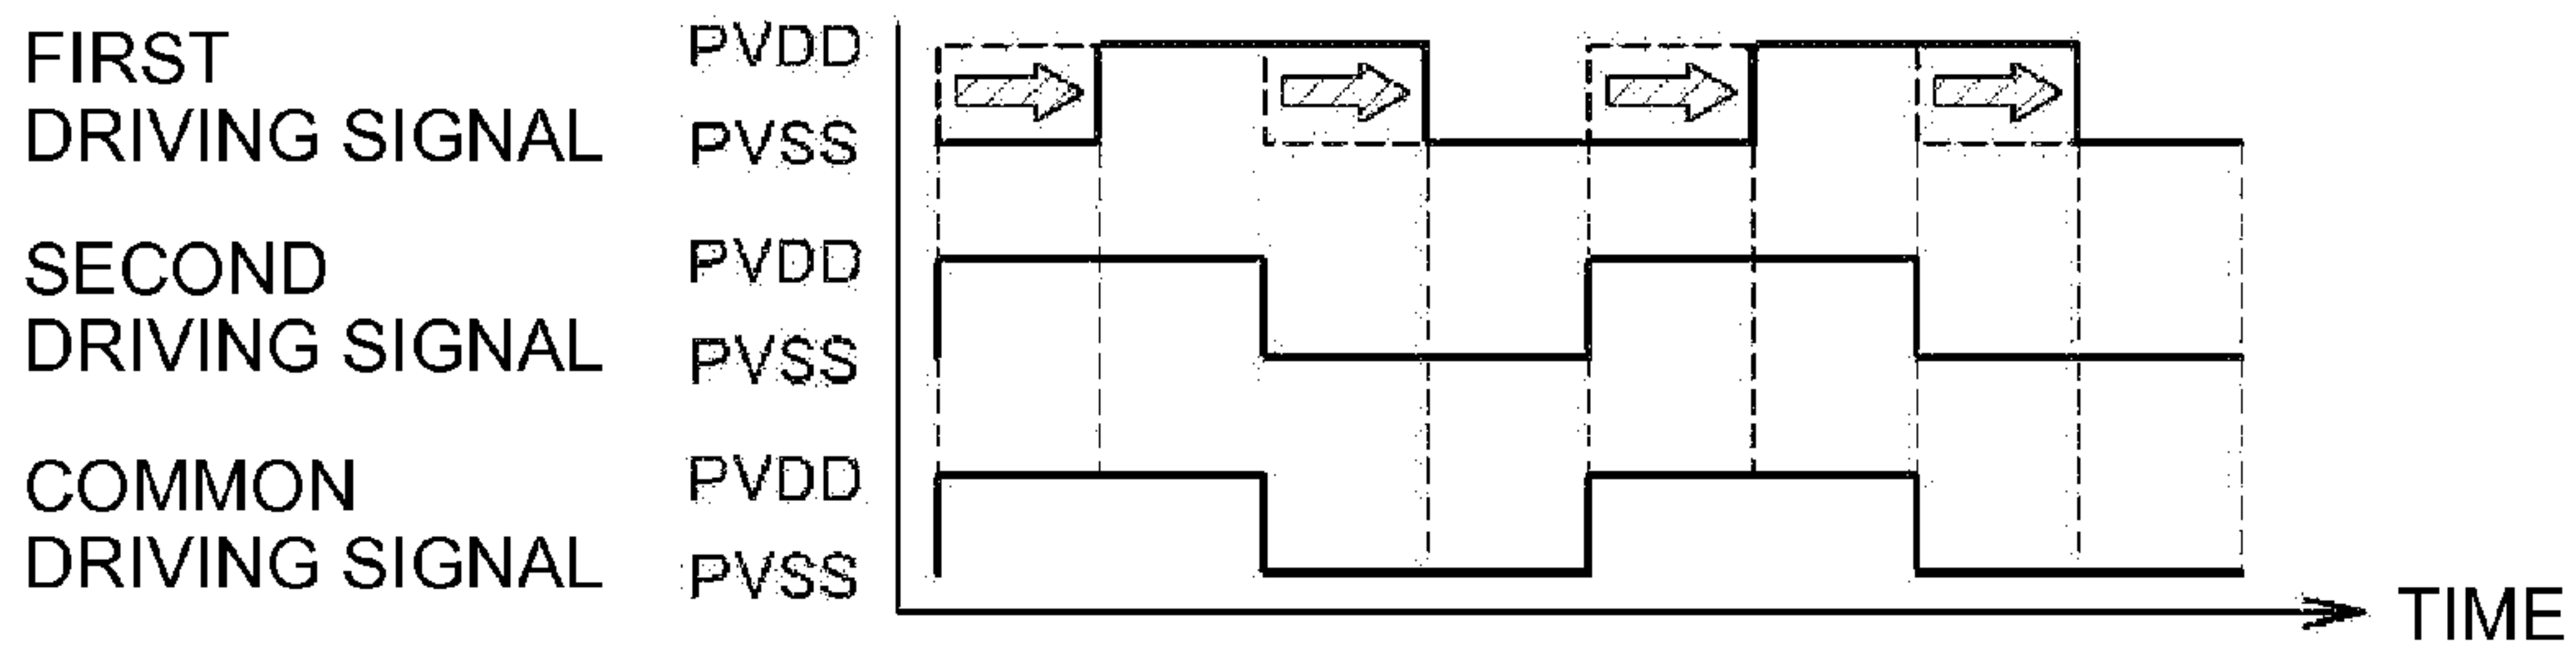 FIRST
DRIVING SIGNAL
PVDD
PVSS
SECOND
DRIVING SIGNAL
PVDD
PVSS
COMMON
DRIVING SIGNAL
PVDD
PVSS
TIME